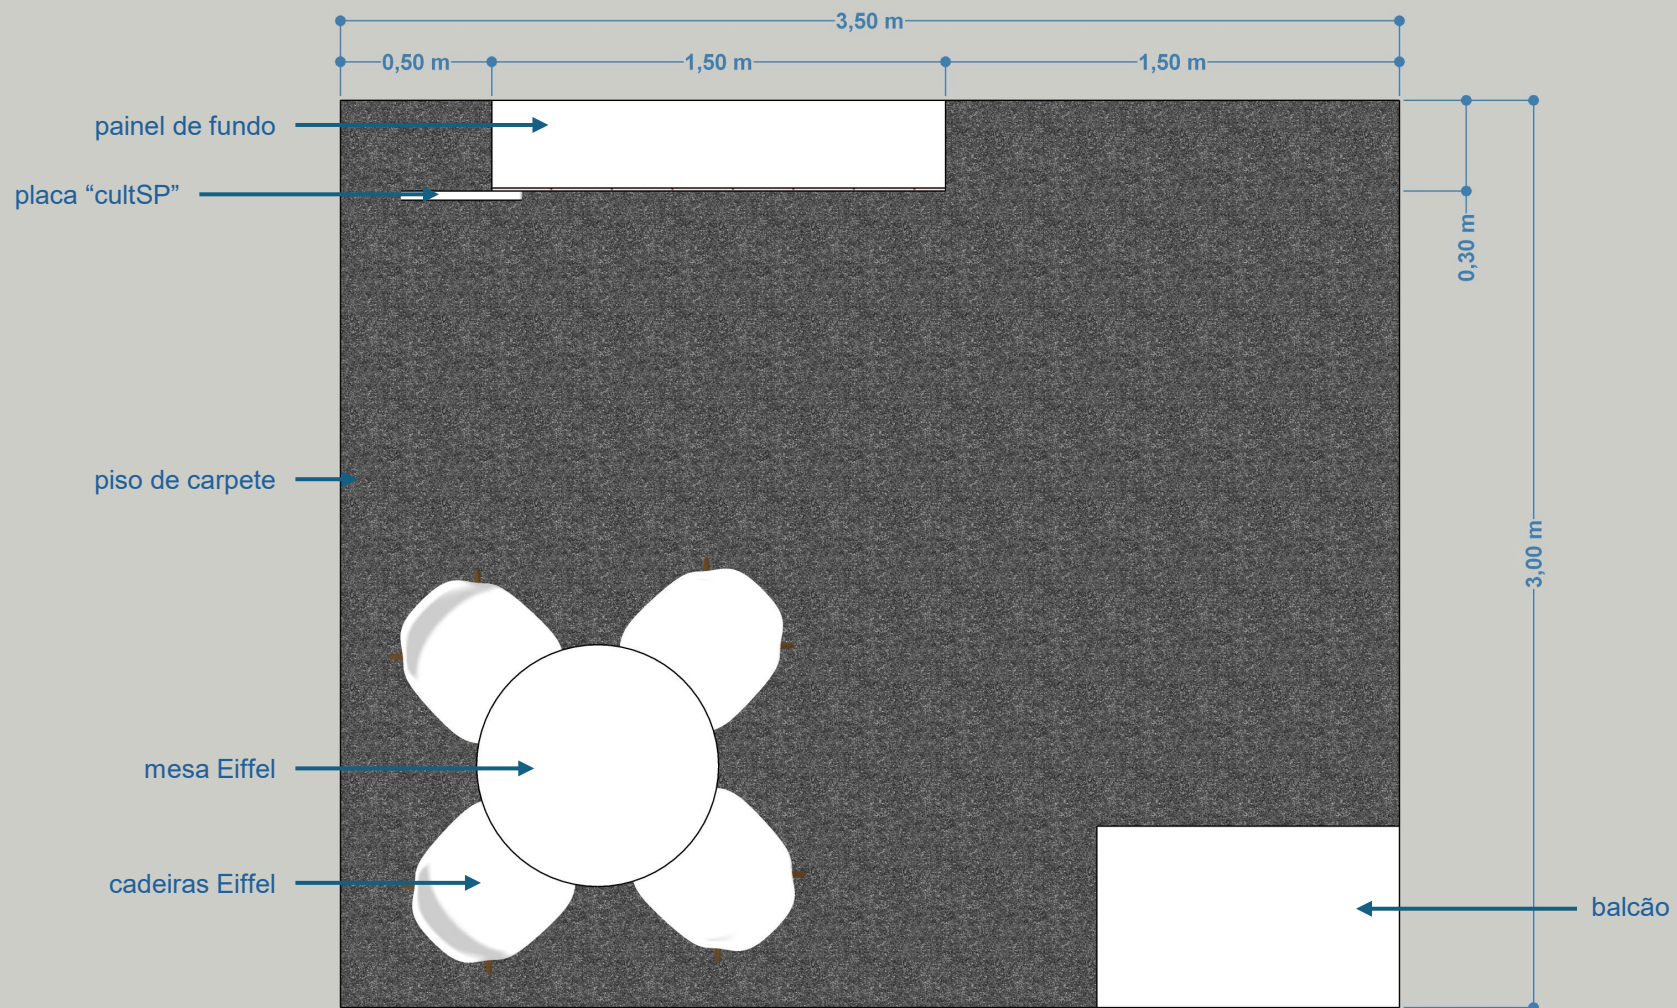 3,50 m
0,50 m
1,50 m
1,50 m
painel de fundo
placa “cultSP”
0,30 m
piso de carpete
3,00 m
mesa Eiffel
cadeiras Eiffel
balcão